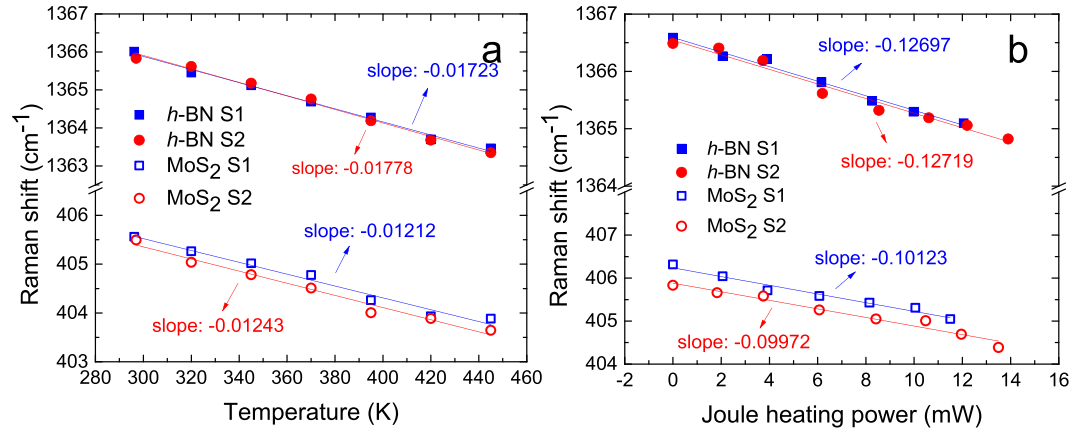 a
1367
1366
1365
1364
1363
406
405
404
403
Raman shift (cm⁻¹)
slope: -0.01723
h-BN S1
h-BN S2
MoS₂ S1
MoS₂ S2
slope: -0.01778
slope: -0.01212
slope: -0.01243
280 300 320 340 360 380 400 420 440 460
Temperature (K)
b
1367
1366
1365
1364
407
406
405
404
Raman shift (cm⁻¹)
slope: -0.12697
h-BN S1
h-BN S2
MoS₂ S1
MoS₂ S2
slope: -0.12719
slope: -0.10123
slope: -0.09972
-2 0 2 4 6 8 10 12 14 16
Joule heating power (mW)